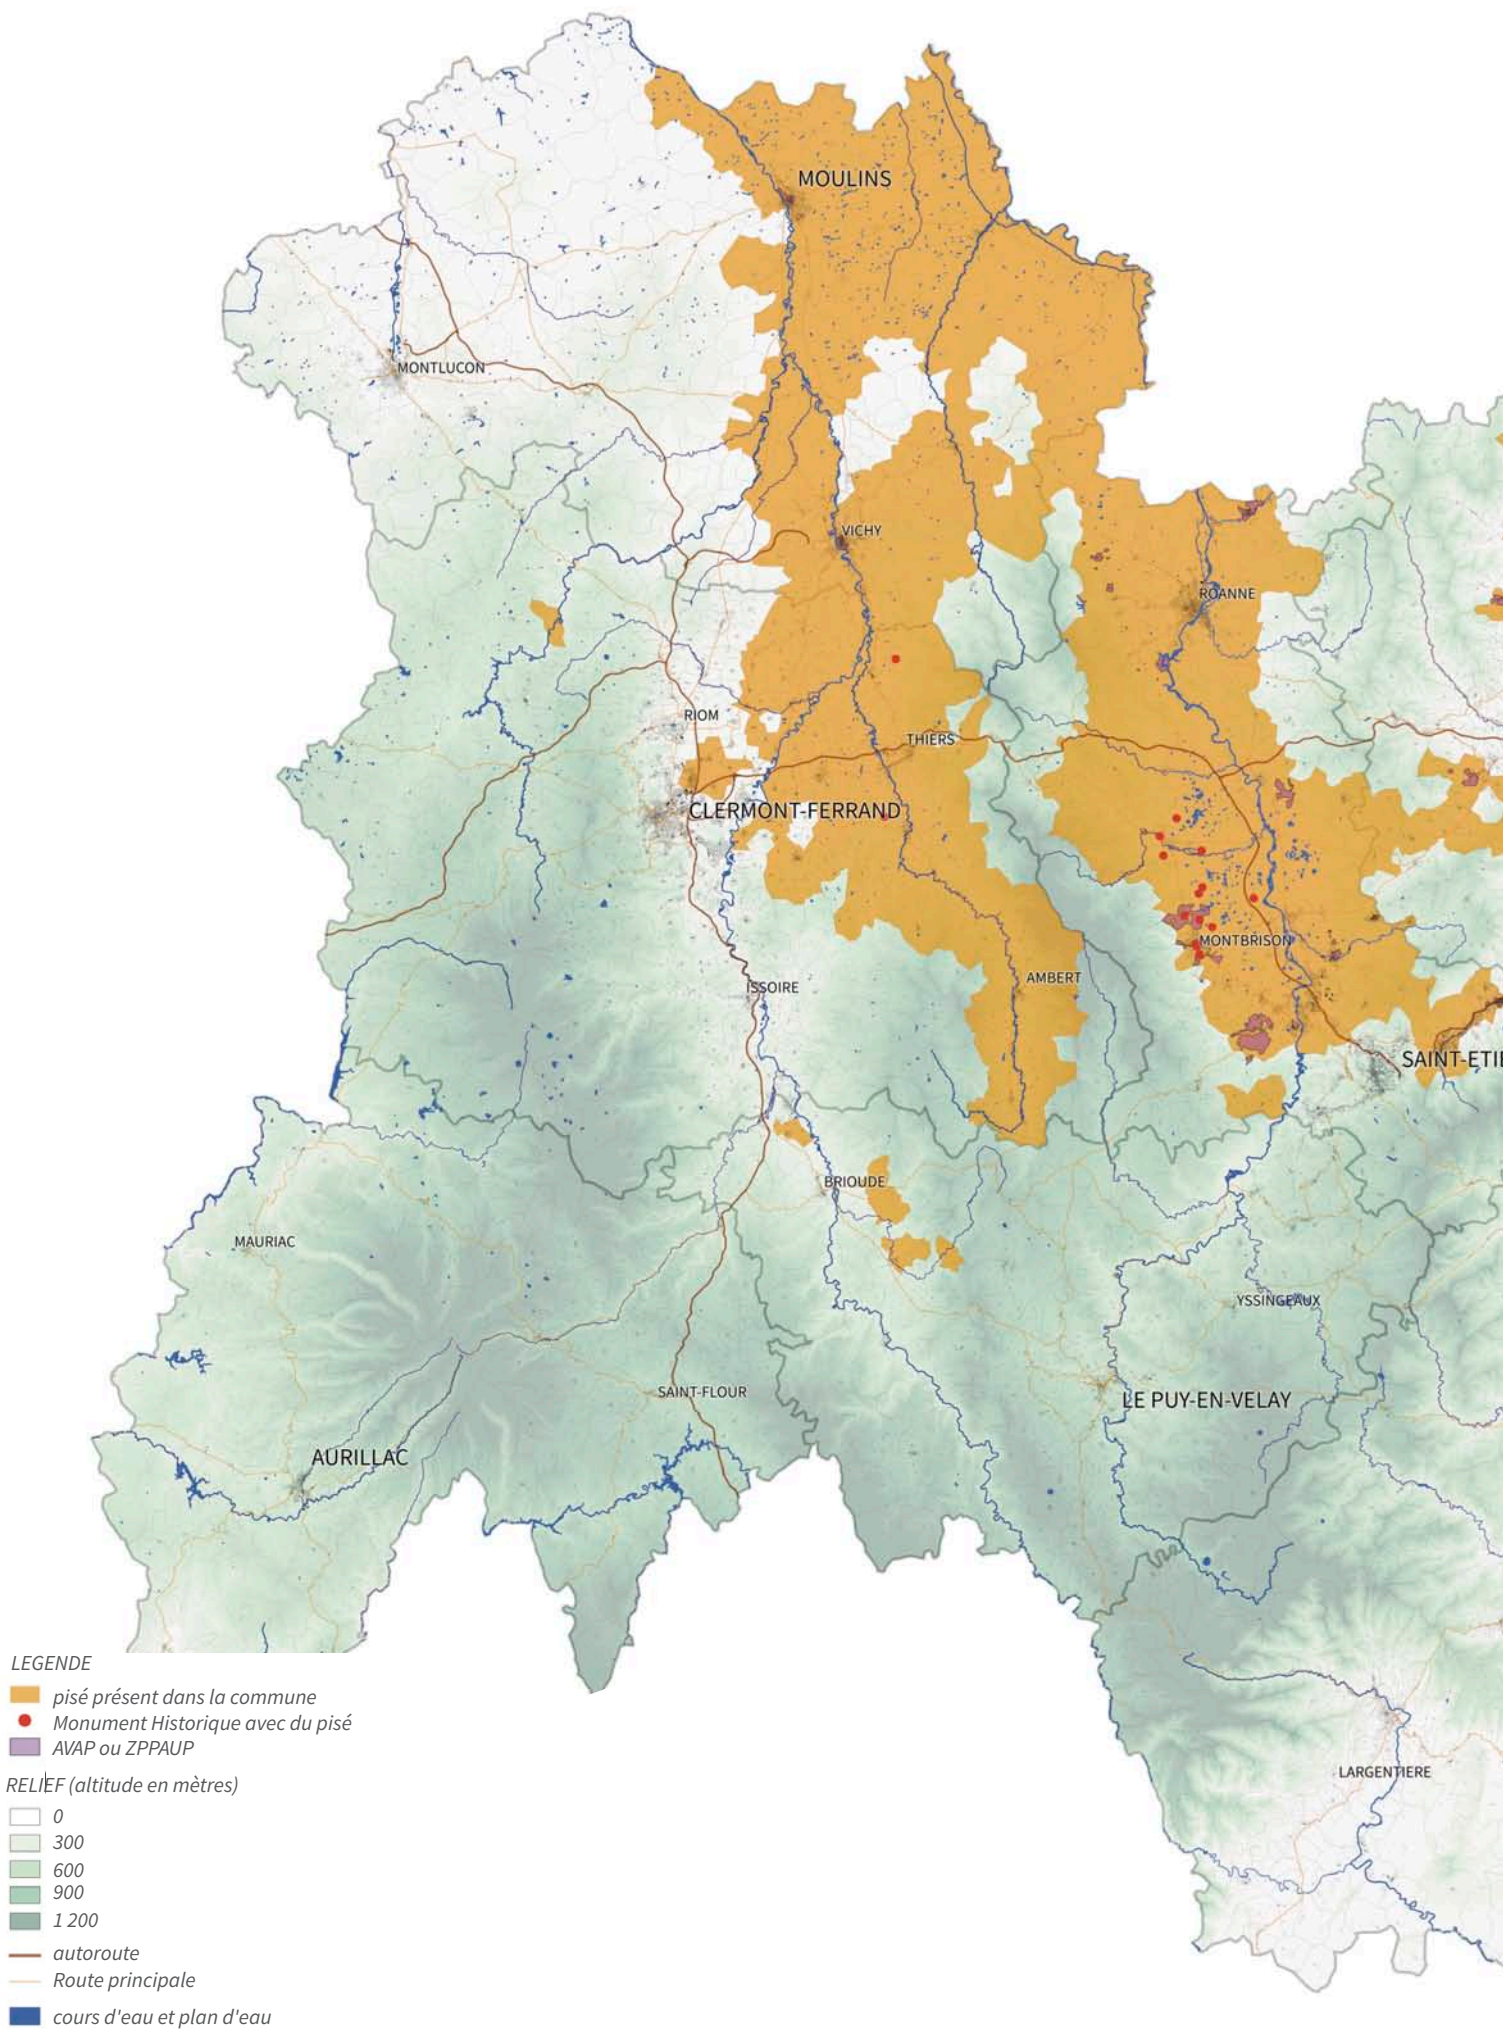 MOULINS
MONTLUCON
VICHY
ROANNE
RIOM
THIERS
CLERMONT-FERRAND
MONTBRISON
AMBERT
ISSOIRE
SAINT-ETIE
BRIOUDE
MAURIAC
YSSINGEAUX
SAINT-FLOUR
LE PUY-EN-VELAY
AURILLAC
LEGENDE
pisé présent dans la commune
Monument Historique avec du pisé
AVAP ou ZPPAUP
RELIEF (altitude en mètres)
LARGENTIERE
0
300
600
900
1 200
autoroute
Route principale
cours d'eau et plan d'eau